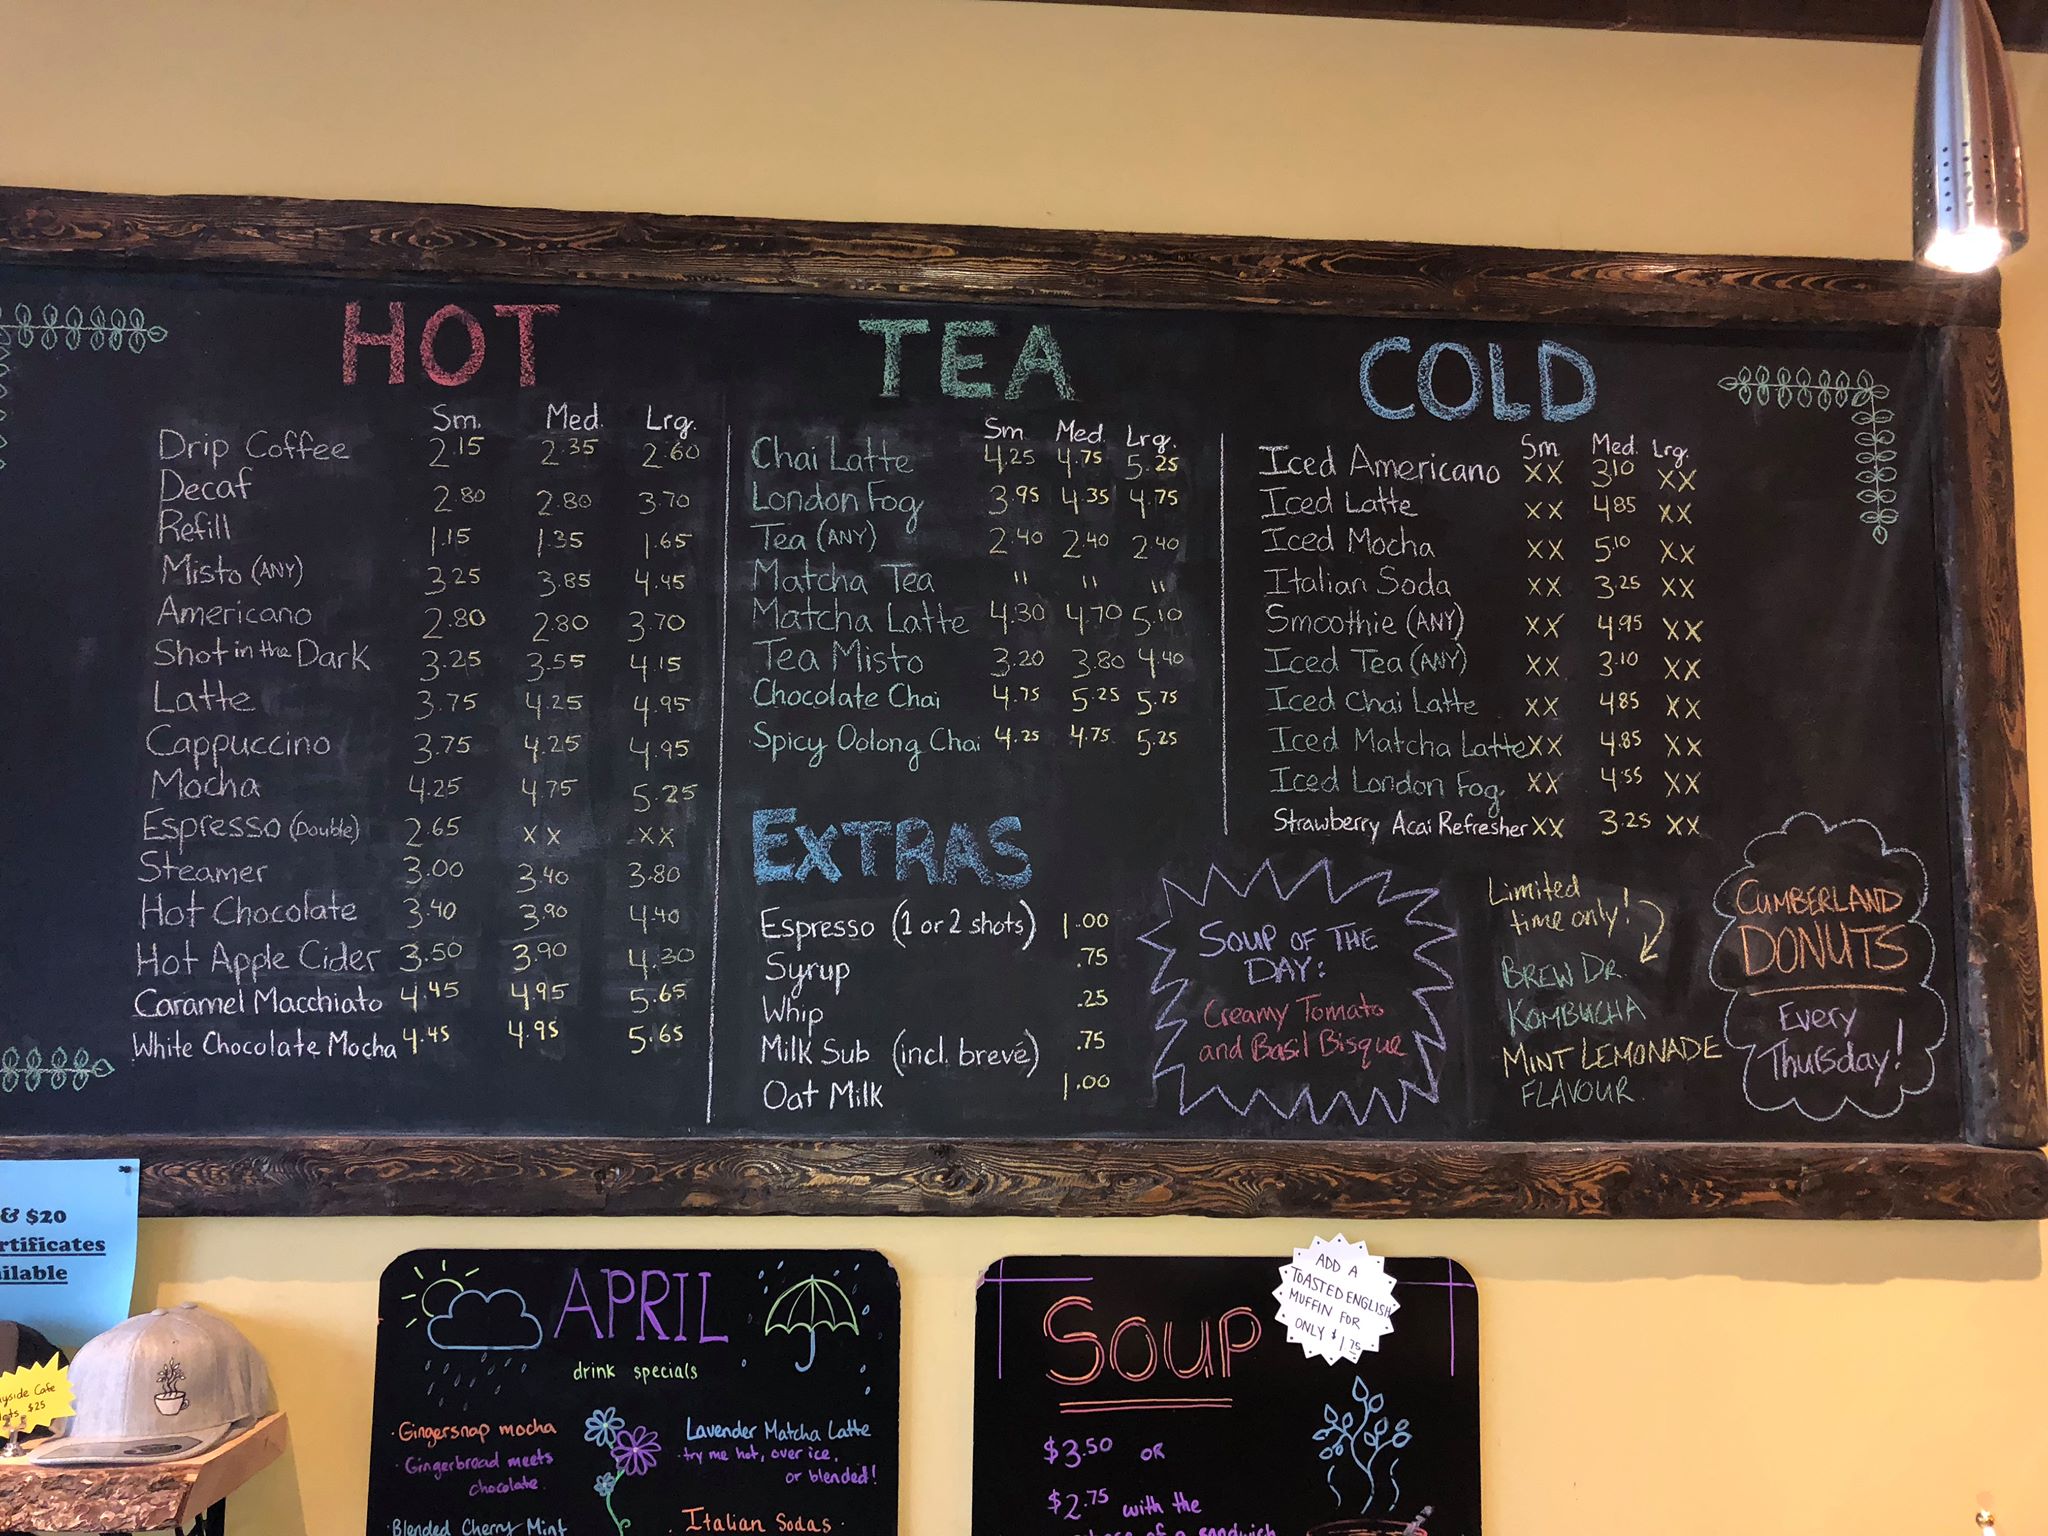 HOT
Sm. Med. Lrg.
Drip Coffee 2.15 2.35 2.60
Decaf 2.80 2.80 3.70
Refill 1.15 1.35 1.65
Misto (ANY) 3.25 3.85 4.45
Americano 2.80 2.80 3.70
Shot in the Dark 3.25 3.55 4.15
Latte 3.75 4.25 4.95
Cappuccino 3.75 4.25 4.95
Mocha 4.25 4.75 5.25
Espresso (Double) 2.65 XX XX
Steamer 3.00 3.40 3.80
Hot Chocolate 3.40 3.90 4.40
Hot Apple Cider 3.50 3.90 4.30
Caramel Macchiato 4.45 4.95 5.65
White Chocolate Mocha 4.45 4.95 5.65
TEA
Sm Med. Lrg.
Chai Latte 4.25 4.75 5.25
London Fog 3.95 4.35 4.75
Tea (ANY) 2.40 2.40 2.40
Matcha Tea " " "
Matcha Latte 4.30 4.70 5.10
Tea Misto 3.20 3.80 4.40
Chocolate Chai 4.75 5.25 5.75
Spicy Oolong Chai 4.25 4.75 5.25
EXTRAS
Espresso (1 or 2 shots) 1.00
Syrup .75
Whip .25
Milk Sub (incl. brevé) .75
Oat Milk 1.00
COLD
Sm Med. Lrg.
Iced Americano XX 3.10 XX
Iced Latte XX 4.85 XX
Iced Mocha XX 5.10 XX
Italian Soda XX 3.25 XX
Smoothie (ANY) XX 4.95 XX
Iced Tea (ANY) XX 3.10 XX
Iced Chai Latte XX 4.85 XX
Iced Matcha Latte XX 4.85 XX
Iced London Fog XX 4.55 XX
Strawberry Acai Refresher XX 3.25 XX
SOUP OF THE
DAY:
Creamy Tomato
and Basil Bisque
Limited
time only!
BREW DR.
KOMBUCHA
MINT LEMONADE
FLAVOUR.
CUMBERLAND
DONUTS
Every
Thursday!
& $20
rtificates
ilable
yside Cafe
$25
APRIL
drink specials
· Gingersnap mocha
· Gingerbread meets
chocolate.
· Blended Cherry Mint
Lavender Matcha Latte
· try me hot, over ice,
or blended!
· Italian Sodas ·
SOUP
ADD A
TOASTED ENGLISH
MUFFIN FOR
ONLY $1.75
$3.50 OR
$2.75 with the
of a sandwich